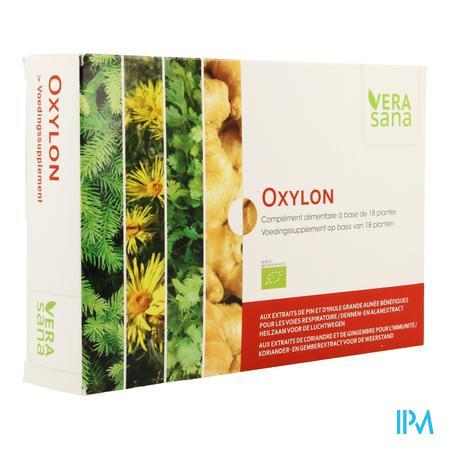 OXYLON
> Voedingssupplement
VERA
sana
VERA
sana
OXYLON
Complément alimentaire à base de 18 plantes
Voedingssupplement op basis van 18 planten
AUX EXTRAITS DE PIN ET D'INULE GRANDE AUNÉE BÉNÉFIQUES
POUR LES VOIES RESPIRATOIRE / DENNEN- EN ALANEXTRACT
HEILZAAM VOOR DE LUCHTWEGEN
AUX EXTRAITS DE CORIANDRE ET DE GINGEMBRE POUR L'IMMUNITÉ /
KORIANDER- EN GEMBEREXTRACT VOOR DE WEERSTAND
IPM